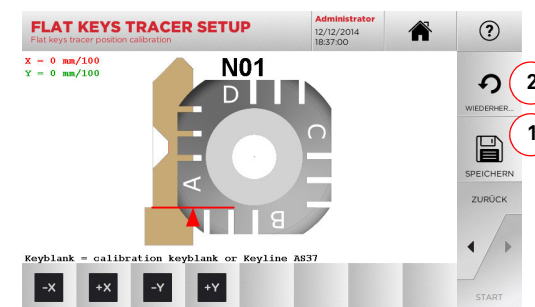 FLAT KEYS TRACER SETUP
Flat keys tracer position calibration
Administrator
12/12/2014
18:37:00
?
X = 0 mm/100
Y = 0 mm/100
N01
D
C
A
B
2
WIEDERHER...
1
SPEICHERN
ZURÜCK
START
Keyblank = calibration keyblank or Keyline AS37
-X +X -Y +Y